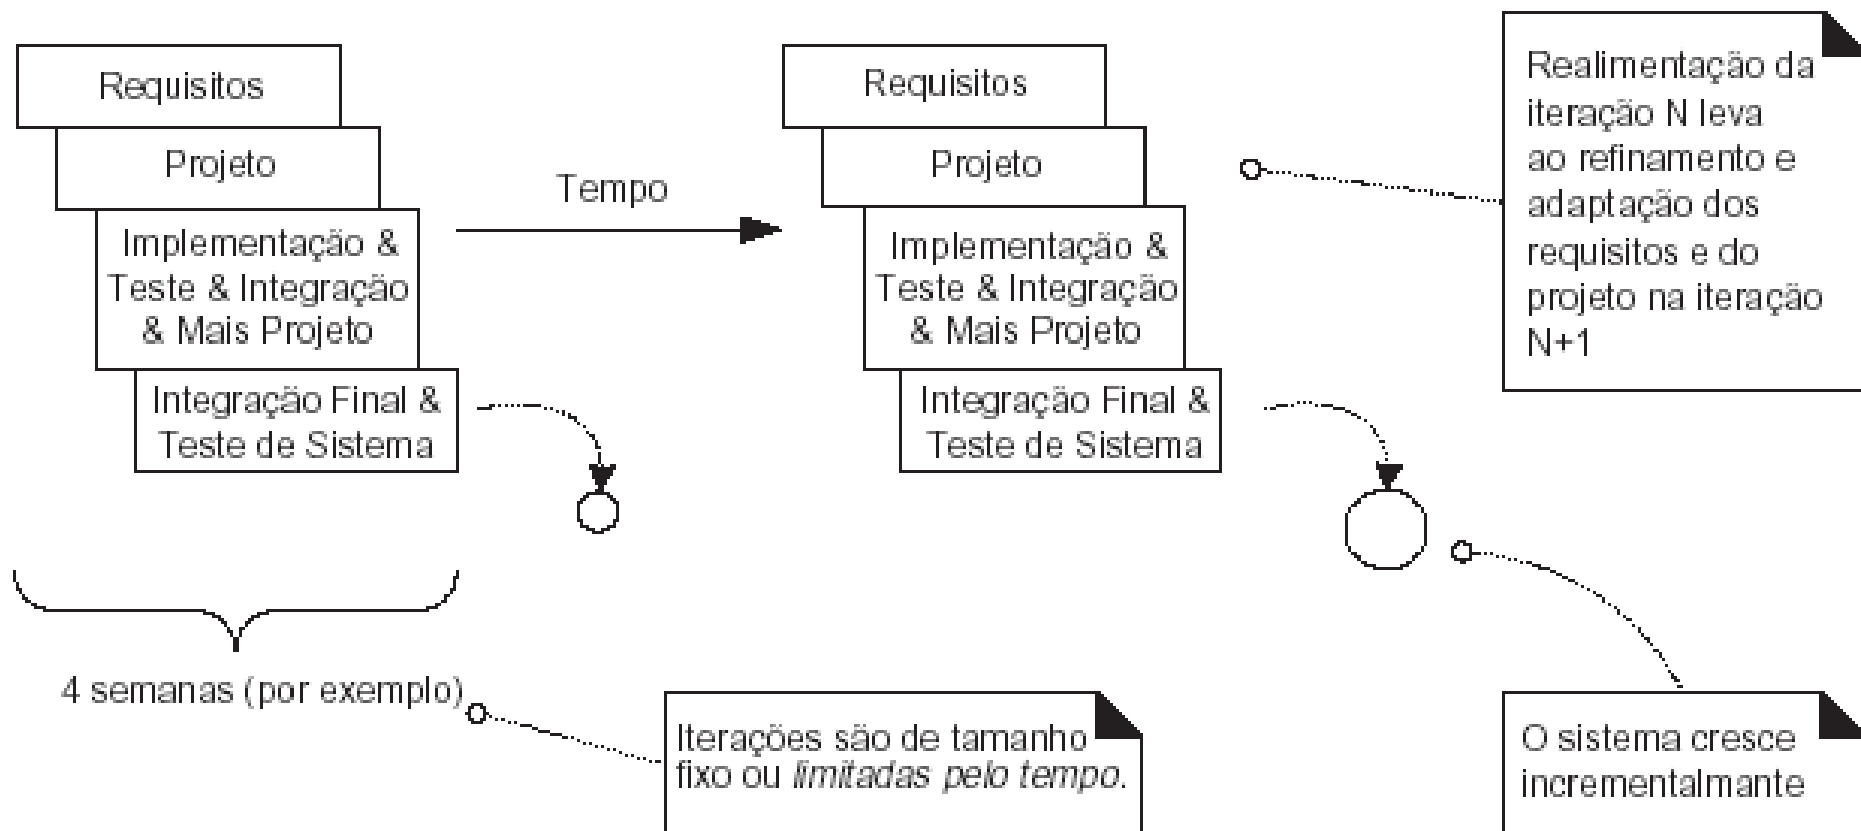 Requisitos
Projeto
Implementação &
Teste & Integração
& Mais Projeto
Integração Final &
Teste de Sistema
Tempo
Requisitos
Projeto
Implementação &
Teste & Integração
& Mais Projeto
Integração Final &
Teste de Sistema
Realimentação da
iteração N leva
ao refinamento e
adaptação dos
requisitos e do
projeto na iteração
N+1
4 semanas (por exemplo)
Iterações são de tamanho
fixo ou limitadas pelo tempo.
O sistema cresce
incrementalmante